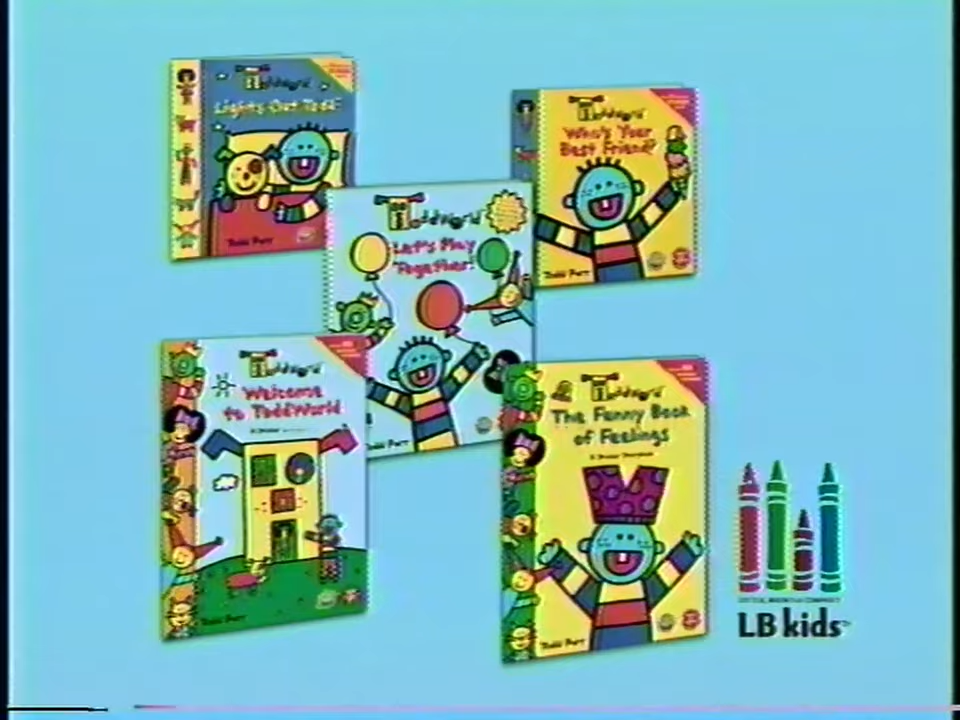 ToddWorld
Lights Out Todd
Todd Parr
ToddWorld
Who's Your
Best Friend?
Todd Parr
ToddWorld
Let's Play
Together!
Todd Parr
ToddWorld
Welcome
to ToddWorld
Todd Parr
ToddWorld
The Funny Book
of Feelings
Todd Parr
LB kids™